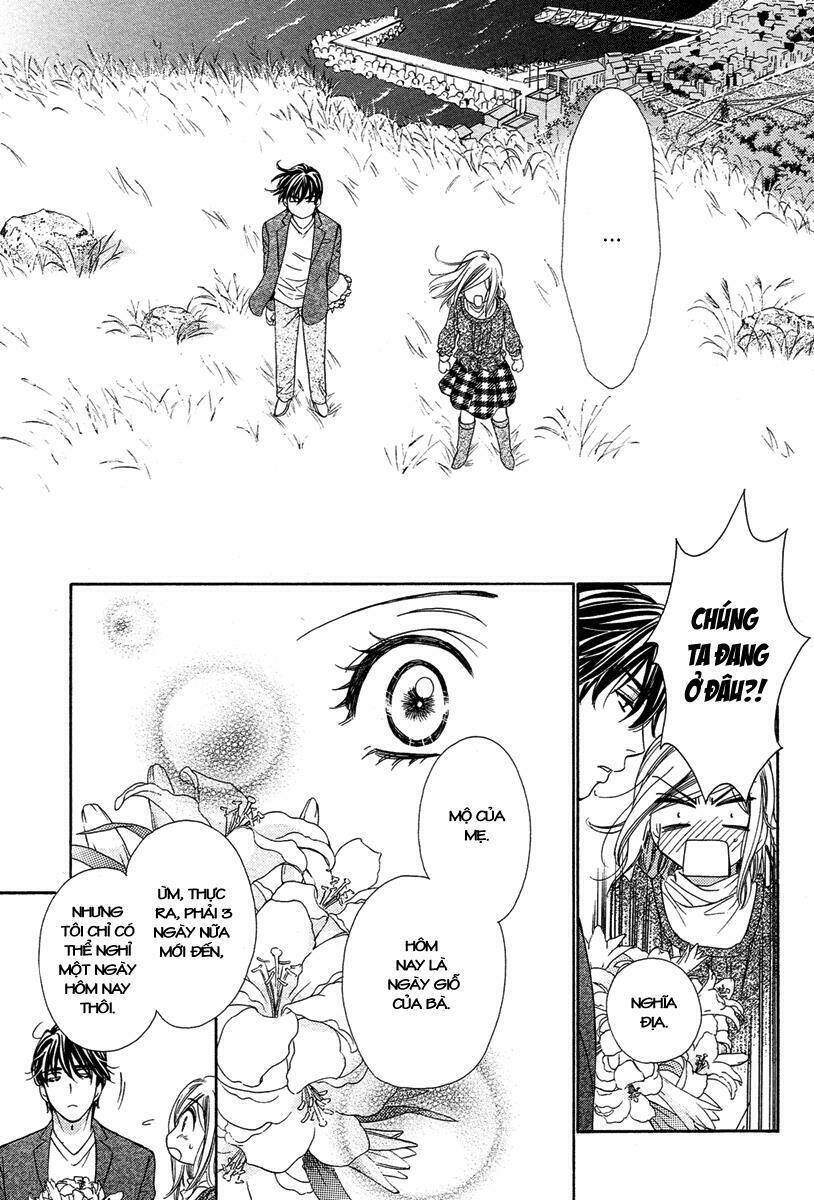 ...
CHÚNG
TA ĐANG
Ở ĐÂU?!
NGHĨA
ĐỊA.
MỘ CỦA
MẸ.
HÔM
NAY LÀ
NGÀY GIỖ
CỦA BÀ.
ỪM, THỰC
RA, PHẢI 3
NGÀY NỮA
MỚI ĐẾN,
NHƯNG
TÔI CHỈ CÓ
THỂ NGHỈ
MỘT NGÀY
HÔM NAY
THÔI.